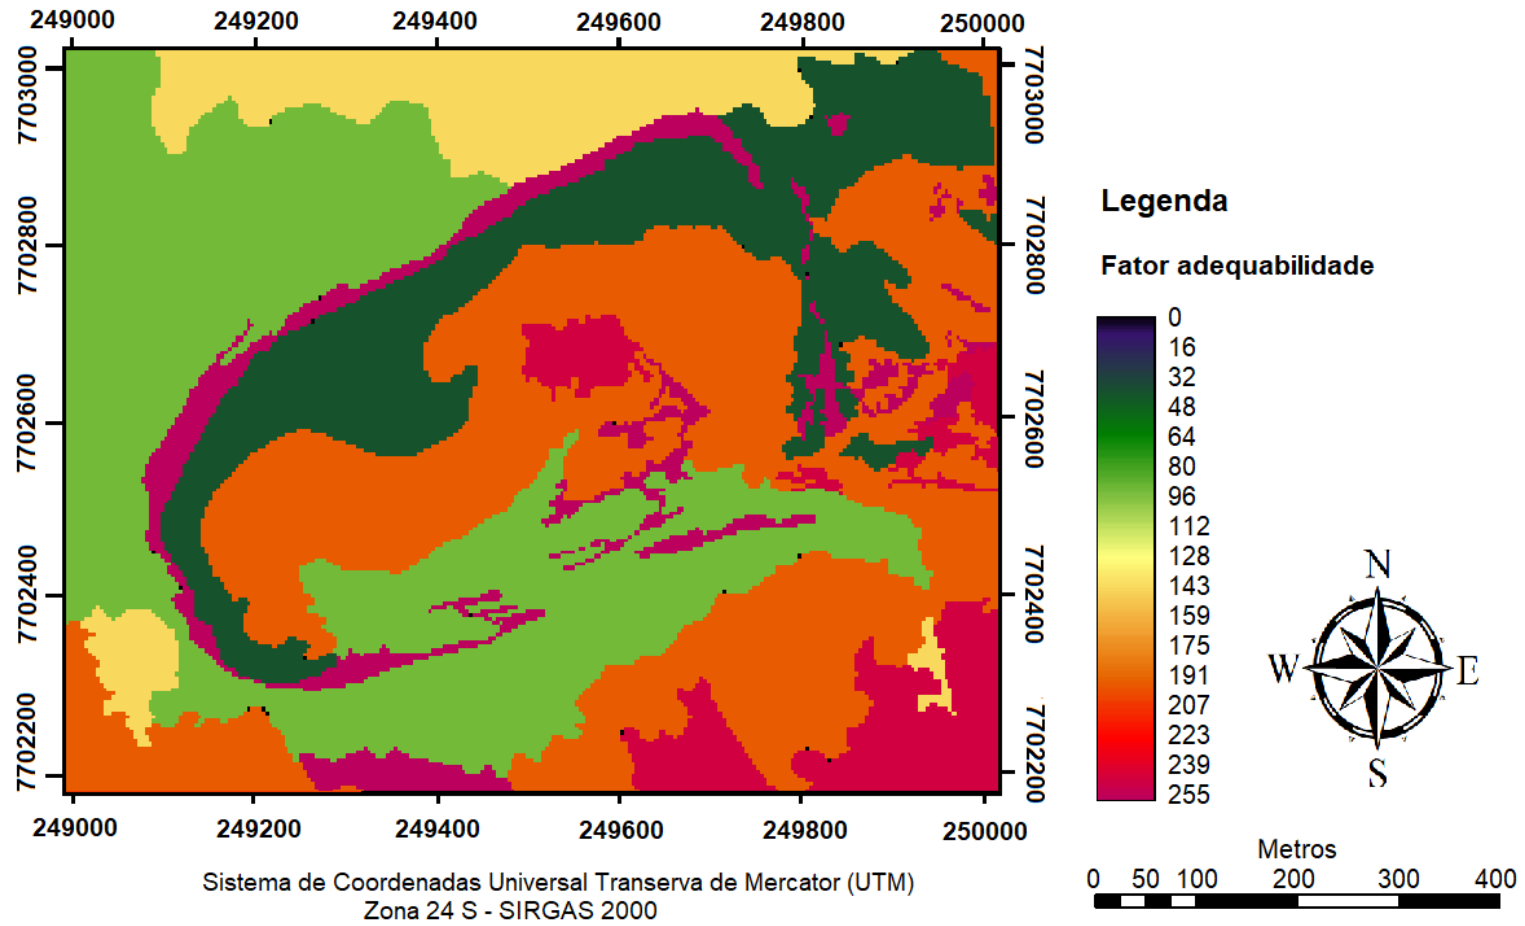 249000 249200 249400 249600 249800 250000
7703000
7702800
7702600
7702400
7702200
7703000
7702800
7702600
7702400
7702200
249000 249200 249400 249600 249800 250000
Sistema de Coordenadas Universal Transerva de Mercator (UTM)
Zona 24 S - SIRGAS 2000
Legenda
Fator adequabilidade
0
16
32
48
64
80
96
112
128
143
159
175
191
207
223
239
255
N
W E
S
Metros
0 50 100 200 300 400